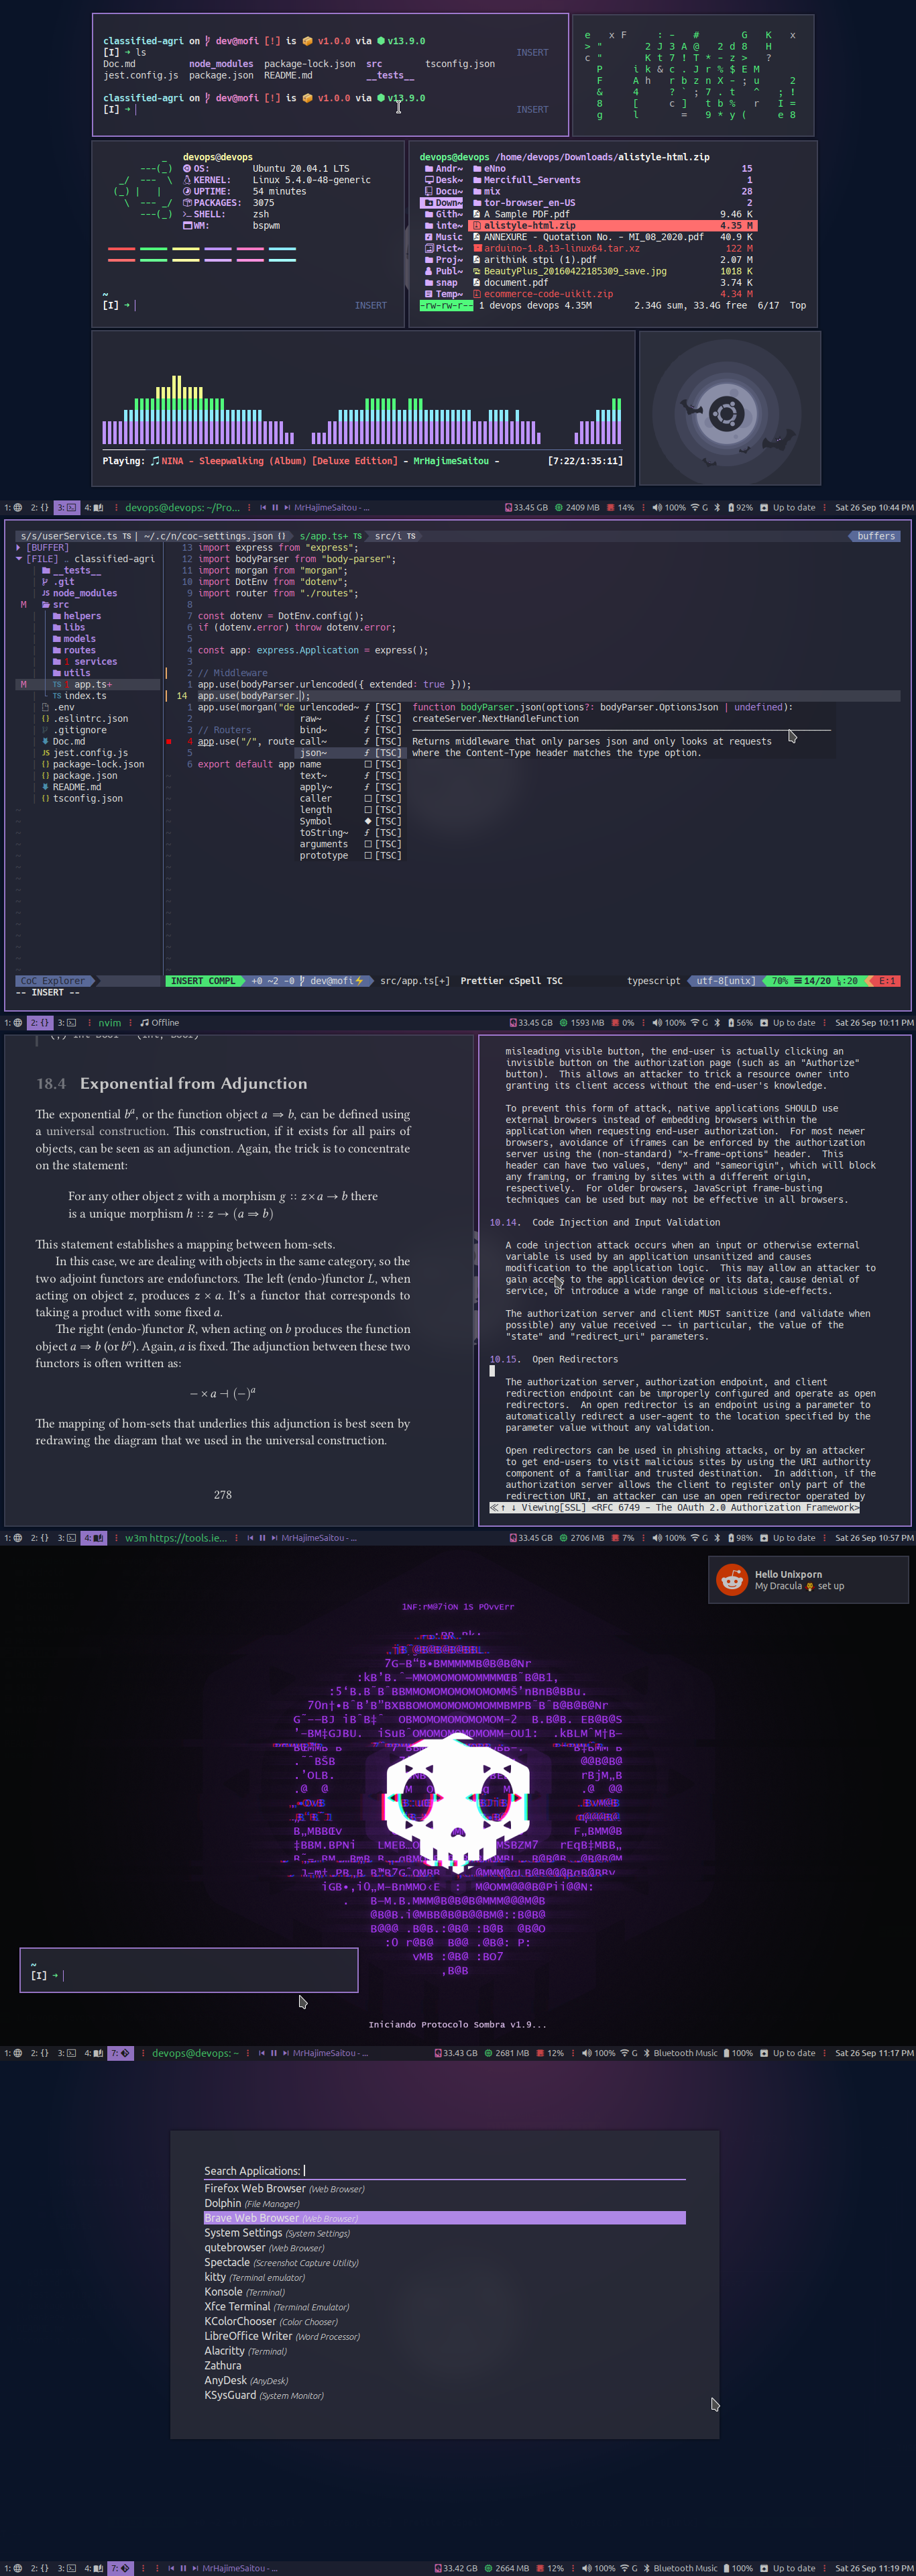 classified-agri on dev@mofi [!] is v1.0.0 via v13.9.0
[I] ➜ ls INSERT
Doc.md node_modules package-lock.json src tsconfig.json
jest.config.js package.json README.md __tests__
classified-agri on dev@mofi [!] is v1.0.0 via v13.9.0
[I] ➜ INSERT
devops@devops
OS: Ubuntu 20.04.1 LTS
KERNEL: Linux 5.4.0-48-generic
UPTIME: 54 minutes
PACKAGES: 3075
SHELL: zsh
WM: bspwm
~
[I] ➜ INSERT
devops@devops /home/devops/Downloads/alistyle-html.zip
Andr~ eNno 15
Desk~ Mercifull_Servents 1
Docu~ mix 28
Down~ tor-browser_en-US 2
Gith~ A Sample PDF.pdf 9.46 K
inte~ alistyle-html.zip 4.35 M
Music ANNEXURE - Quotation No. - MI_08_2020.pdf 40.9 K
Pict~ arduino-1.8.13-linux64.tar.xz 122 M
Proj~ arithink stpi (1).pdf 2.07 M
Publ~ BeautyPlus_20160422185309_save.jpg 1018 K
snap document.pdf 3.74 K
Temp~ ecommerce-code-uikit.zip 4.34 M
-rw-rw-r-- 1 devops devops 4.35M 2.34G sum, 33.4G free 6/17 Top
Playing: NINA - Sleepwalking (Album) [Deluxe Edition] - MrHajimeSaitou - [7:22/1:35:11]
1: 2: {} 3: 4: devops@devops: ~/Pro... MrHajimeSaitou - ... 33.45 GB 2409 MB 14% 100% G 92% Up to date Sat 26 Sep 10:44 PM
s/s/userService.ts TS | ~/.c/n/coc-settings.json {} s/app.ts+ TS src/i TS buffers
[BUFFER]
[FILE] .. classified-agri
__tests__
.git
node_modules
M src
helpers
libs
models
routes
1 services
utils
M TS app.ts+
TS index.ts
.env
.eslintrc.json
.gitignore
Doc.md
jest.config.js
package-lock.json
package.json
README.md
tsconfig.json
13 import express from "express";
12 import bodyParser from "body-parser";
11 import morgan from "morgan";
10 import DotEnv from "dotenv";
9 import router from "./routes";
8
7 const dotenv = DotEnv.config();
6 if (dotenv.error) throw dotenv.error;
5
4 const app: express.Application = express();
3
2 // Middleware
1 app.use(bodyParser.urlencoded({ extended: true }));
14 app.use(bodyParser.);
1 app.use(morgan("de
2
3 // Routers
4 app.use("/", route
5
6 export default app
urlencoded~ ƒ [TSC]
raw~ ƒ [TSC]
bind~ ƒ [TSC]
call~ ƒ [TSC]
json~ ƒ [TSC]
name □ [TSC]
text~ ƒ [TSC]
apply~ ƒ [TSC]
caller □ [TSC]
length □ [TSC]
Symbol ◆ [TSC]
toString~ ƒ [TSC]
arguments □ [TSC]
prototype □ [TSC]
function bodyParser.json(options?: bodyParser.OptionsJson | undefined):
createServer.NextHandleFunction
Returns middleware that only parses json and only looks at requests
where the Content-Type header matches the type option.
CoC Explorer INSERT COMPL +0 ~2 -0 dev@mofi⚡ src/app.ts[+] Prettier cSpell TSC typescript utf-8[unix] 70% ☰14/20 :20 E:1
-- INSERT --
1: 2: {} 3: nvim Offline 33.45 GB 1593 MB 0% 100% G 56% Up to date Sat 26 Sep 10:11 PM
18.4 Exponential from Adjunction
The exponential bᵃ, or the function object a ⇒ b, can be defined using
a universal construction. This construction, if it exists for all pairs of
objects, can be seen as an adjunction. Again, the trick is to concentrate
on the statement:
For any other object z with a morphism g :: z × a → b there
is a unique morphism h :: z → (a ⇒ b)
This statement establishes a mapping between hom-sets.
In this case, we are dealing with objects in the same category, so the
two adjoint functors are endofunctors. The left (endo-)functor L, when
acting on object z, produces z × a. It's a functor that corresponds to
taking a product with some fixed a.
The right (endo-)functor R, when acting on b produces the function
object a ⇒ b (or bᵃ). Again, a is fixed. The adjunction between these two
functors is often written as:
− × a ⊣ (−)ᵃ
The mapping of hom-sets that underlies this adjunction is best seen by
redrawing the diagram that we used in the universal construction.
278
misleading visible button, the end-user is actually clicking an
invisible button on the authorization page (such as an "Authorize"
button). This allows an attacker to trick a resource owner into
granting its client access without the end-user's knowledge.
To prevent this form of attack, native applications SHOULD use
external browsers instead of embedding browsers within the
application when requesting end-user authorization. For most newer
browsers, avoidance of iframes can be enforced by the authorization
server using the (non-standard) "x-frame-options" header. This
header can have two values, "deny" and "sameorigin", which will block
any framing, or framing by sites with a different origin,
respectively. For older browsers, JavaScript frame-busting
techniques can be used but may not be effective in all browsers.
10.14. Code Injection and Input Validation
A code injection attack occurs when an input or otherwise external
variable is used by an application unsanitized and causes
modification to the application logic. This may allow an attacker to
gain access to the application device or its data, cause denial of
service, or introduce a wide range of malicious side-effects.
The authorization server and client MUST sanitize (and validate when
possible) any value received -- in particular, the value of the
"state" and "redirect_uri" parameters.
10.15. Open Redirectors
The authorization server, authorization endpoint, and client
redirection endpoint can be improperly configured and operate as open
redirectors. An open redirector is an endpoint using a parameter to
automatically redirect a user-agent to the location specified by the
parameter value without any validation.
Open redirectors can be used in phishing attacks, or by an attacker
to get end-users to visit malicious sites by using the URI authority
component of a familiar and trusted destination. In addition, if the
authorization server allows the client to register only part of the
redirection URI, an attacker can use an open redirector operated by
≪↑ ↓ Viewing[SSL] <RFC 6749 - The OAuth 2.0 Authorization Framework>
1: 2: {} 3: 4: w3m https://tools.ie... MrHajimeSaitou - ... 33.45 GB 2706 MB 7% 100% G 98% Up to date Sat 26 Sep 10:57 PM
Hello Unixporn
My Dracula set up
1NF:rM@7iON 1S POvvErr
~
[I] ➜
Iniciando Protocolo Sombra v1.9...
1: 2: {} 3: 4: 7: devops@devops: ~ MrHajimeSaitou - ... 33.43 GB 2681 MB 12% 100% G Bluetooth Music 100% Up to date Sat 26 Sep 11:17 PM
Search Applications:
Firefox Web Browser (Web Browser)
Dolphin (File Manager)
Brave Web Browser (Web Browser)
System Settings (System Settings)
qutebrowser (Web Browser)
Spectacle (Screenshot Capture Utility)
kitty (Terminal emulator)
Konsole (Terminal)
Xfce Terminal (Terminal Emulator)
KColorChooser (Color Chooser)
LibreOffice Writer (Word Processor)
Alacritty (Terminal)
Zathura
AnyDesk (AnyDesk)
KSysGuard (System Monitor)
1: 2: {} 3: 4: 7: MrHajimeSaitou - ... 33.42 GB 2664 MB 12% 100% G Bluetooth Music 100% Up to date Sat 26 Sep 11:19 PM